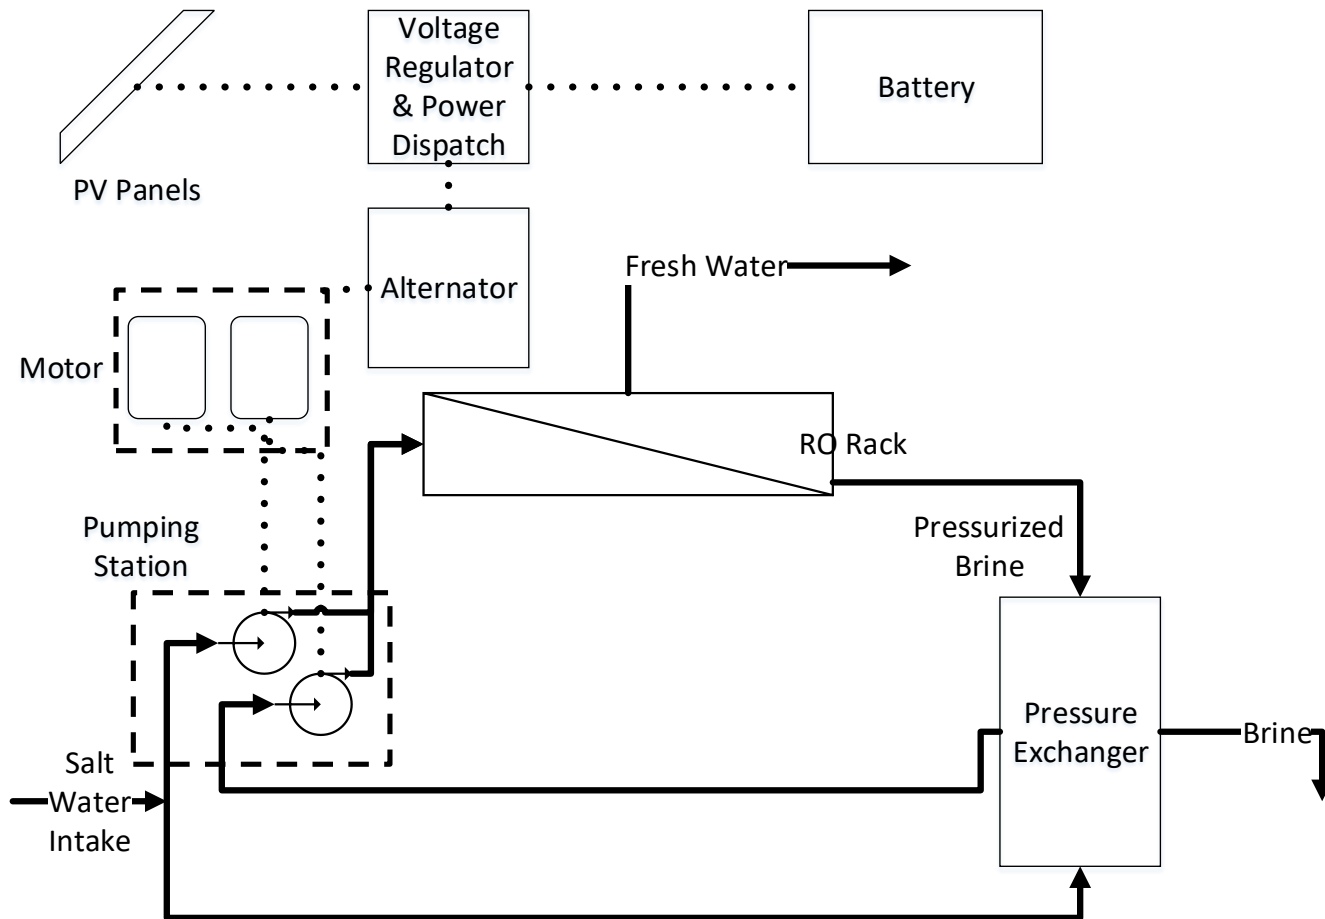 Voltage
Regulator
& Power
Dispatch
Battery
PV Panels
Fresh Water
Alternator
Motor
RO Rack
Pumping
Station
Pressurized
Brine
Pressure
Exchanger
Brine
Salt
Water
Intake